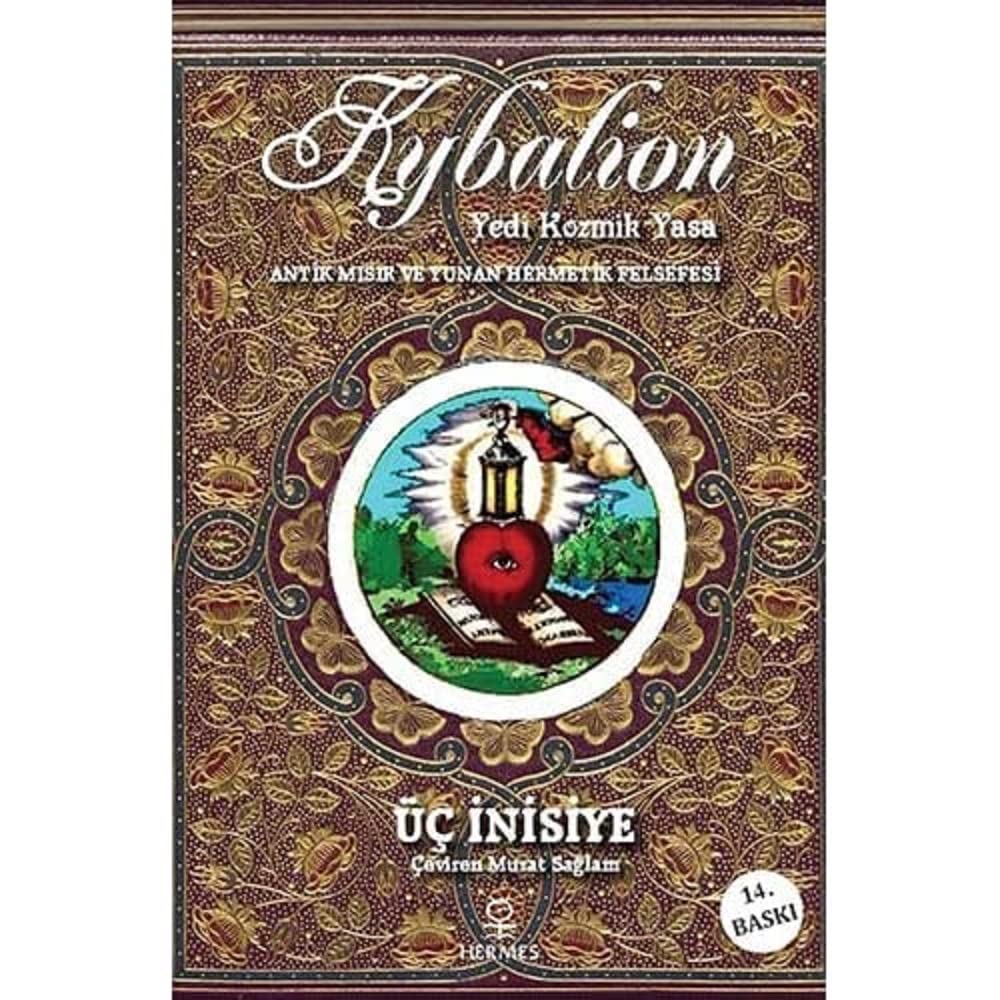 Kybalion
Yedi Kozmik Yasa
ANTİK MISIR VE YUNAN HERMETİK FELSEFESİ
ÜÇ İNİSİYE
Çeviren Murat Sağlam
14.
BASKI
HERMES